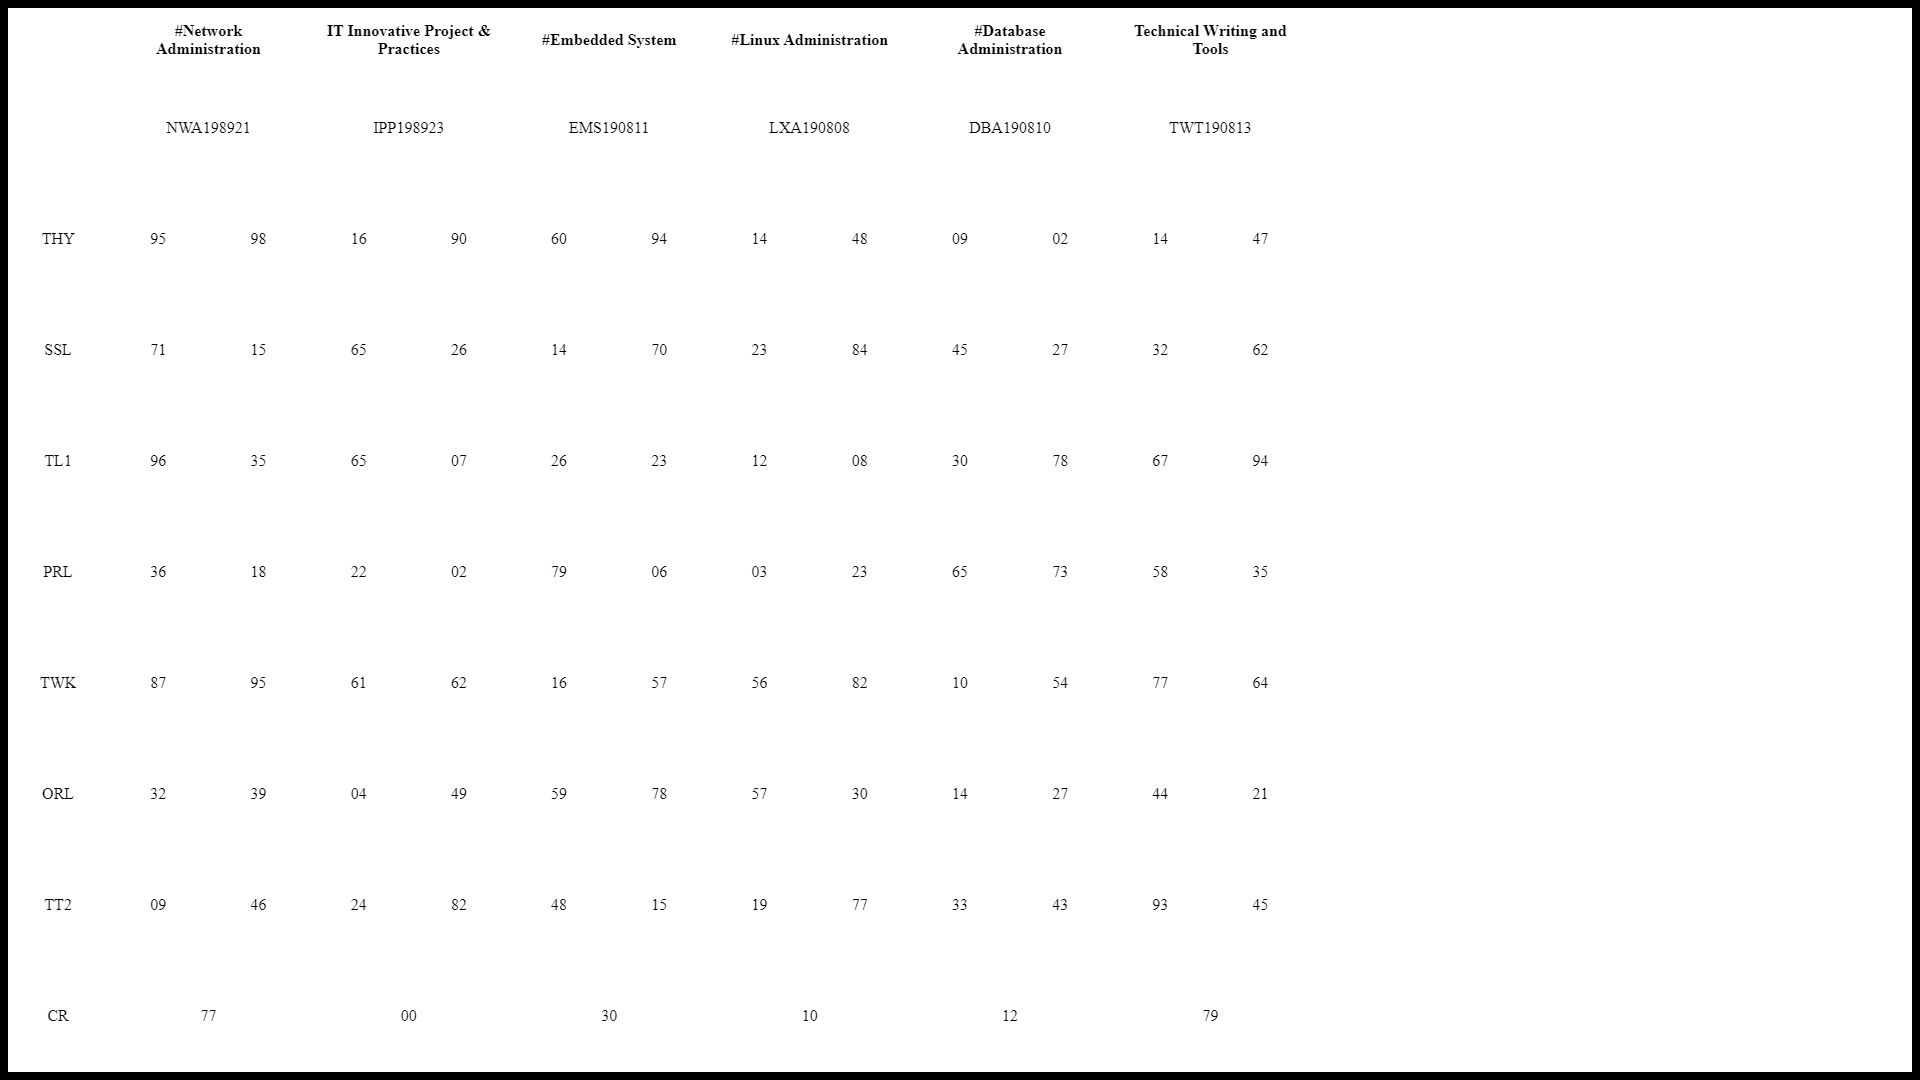 #Network Administration IT Innovative Project & Practices #Embedded System #Linux Administration #Database Administration Technical Writing and Tools
NWA198921 IPP198923 EMS190811 LXA190808 DBA190810 TWT190813
THY 95 98 16 90 60 94 14 48 09 02 14 47
SSL 71 15 65 26 14 70 23 84 45 27 32 62
TL1 96 35 65 07 26 23 12 08 30 78 67 94
PRL 36 18 22 02 79 06 03 23 65 73 58 35
TWK 87 95 61 62 16 57 56 82 10 54 77 64
ORL 32 39 04 49 59 78 57 30 14 27 44 21
TT2 09 46 24 82 48 15 19 77 33 43 93 45
CR 77 00 30 10 12 79